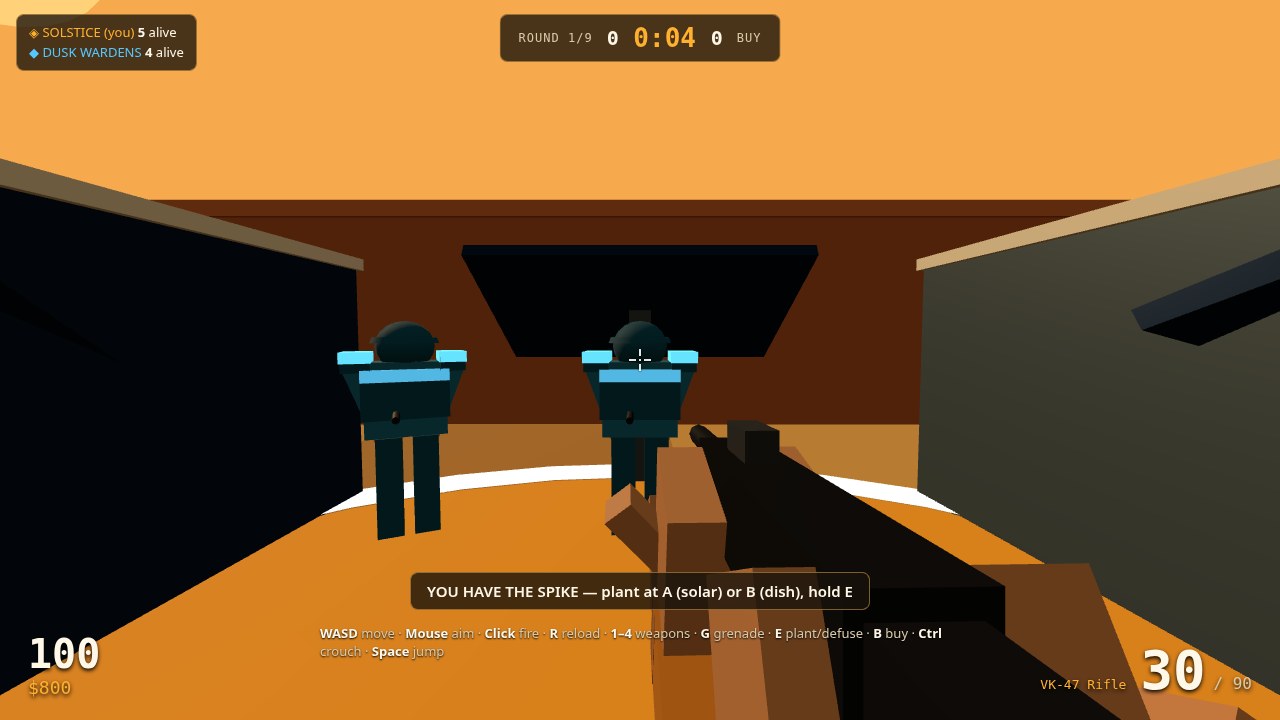 ◈ SOLSTICE (you) 5 alive
◆ DUSK WARDENS 4 alive
ROUND 1/9 0 0:04 0 BUY
YOU HAVE THE SPIKE — plant at A (solar) or B (dish), hold E
WASD move · Mouse aim · Click fire · R reload · 1–4 weapons · G grenade · E plant/defuse · B buy · Ctrl
crouch · Space jump
100
$800
VK-47 Rifle 30 / 90